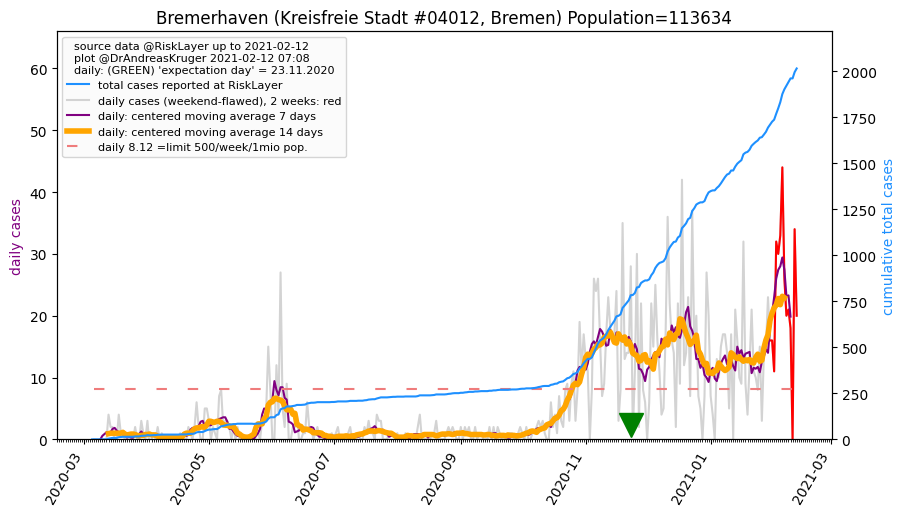 Bremerhaven (Kreisfreie Stadt #04012, Bremen) Population=113634
source data @RiskLayer up to 2021-02-12
plot @DrAndreasKruger 2021-02-12 07:08
daily: (GREEN) 'expectation day' = 23.11.2020
total cases reported at RiskLayer
daily cases (weekend-flawed), 2 weeks: red
daily: centered moving average 7 days
daily: centered moving average 14 days
daily 8.12 =limit 500/week/1mio pop.
daily cases
60
50
40
30
20
10
0
cumulative total cases
2000
1750
1500
1250
1000
750
500
250
0
2020-03
2020-05
2020-07
2020-09
2020-11
2021-01
2021-03